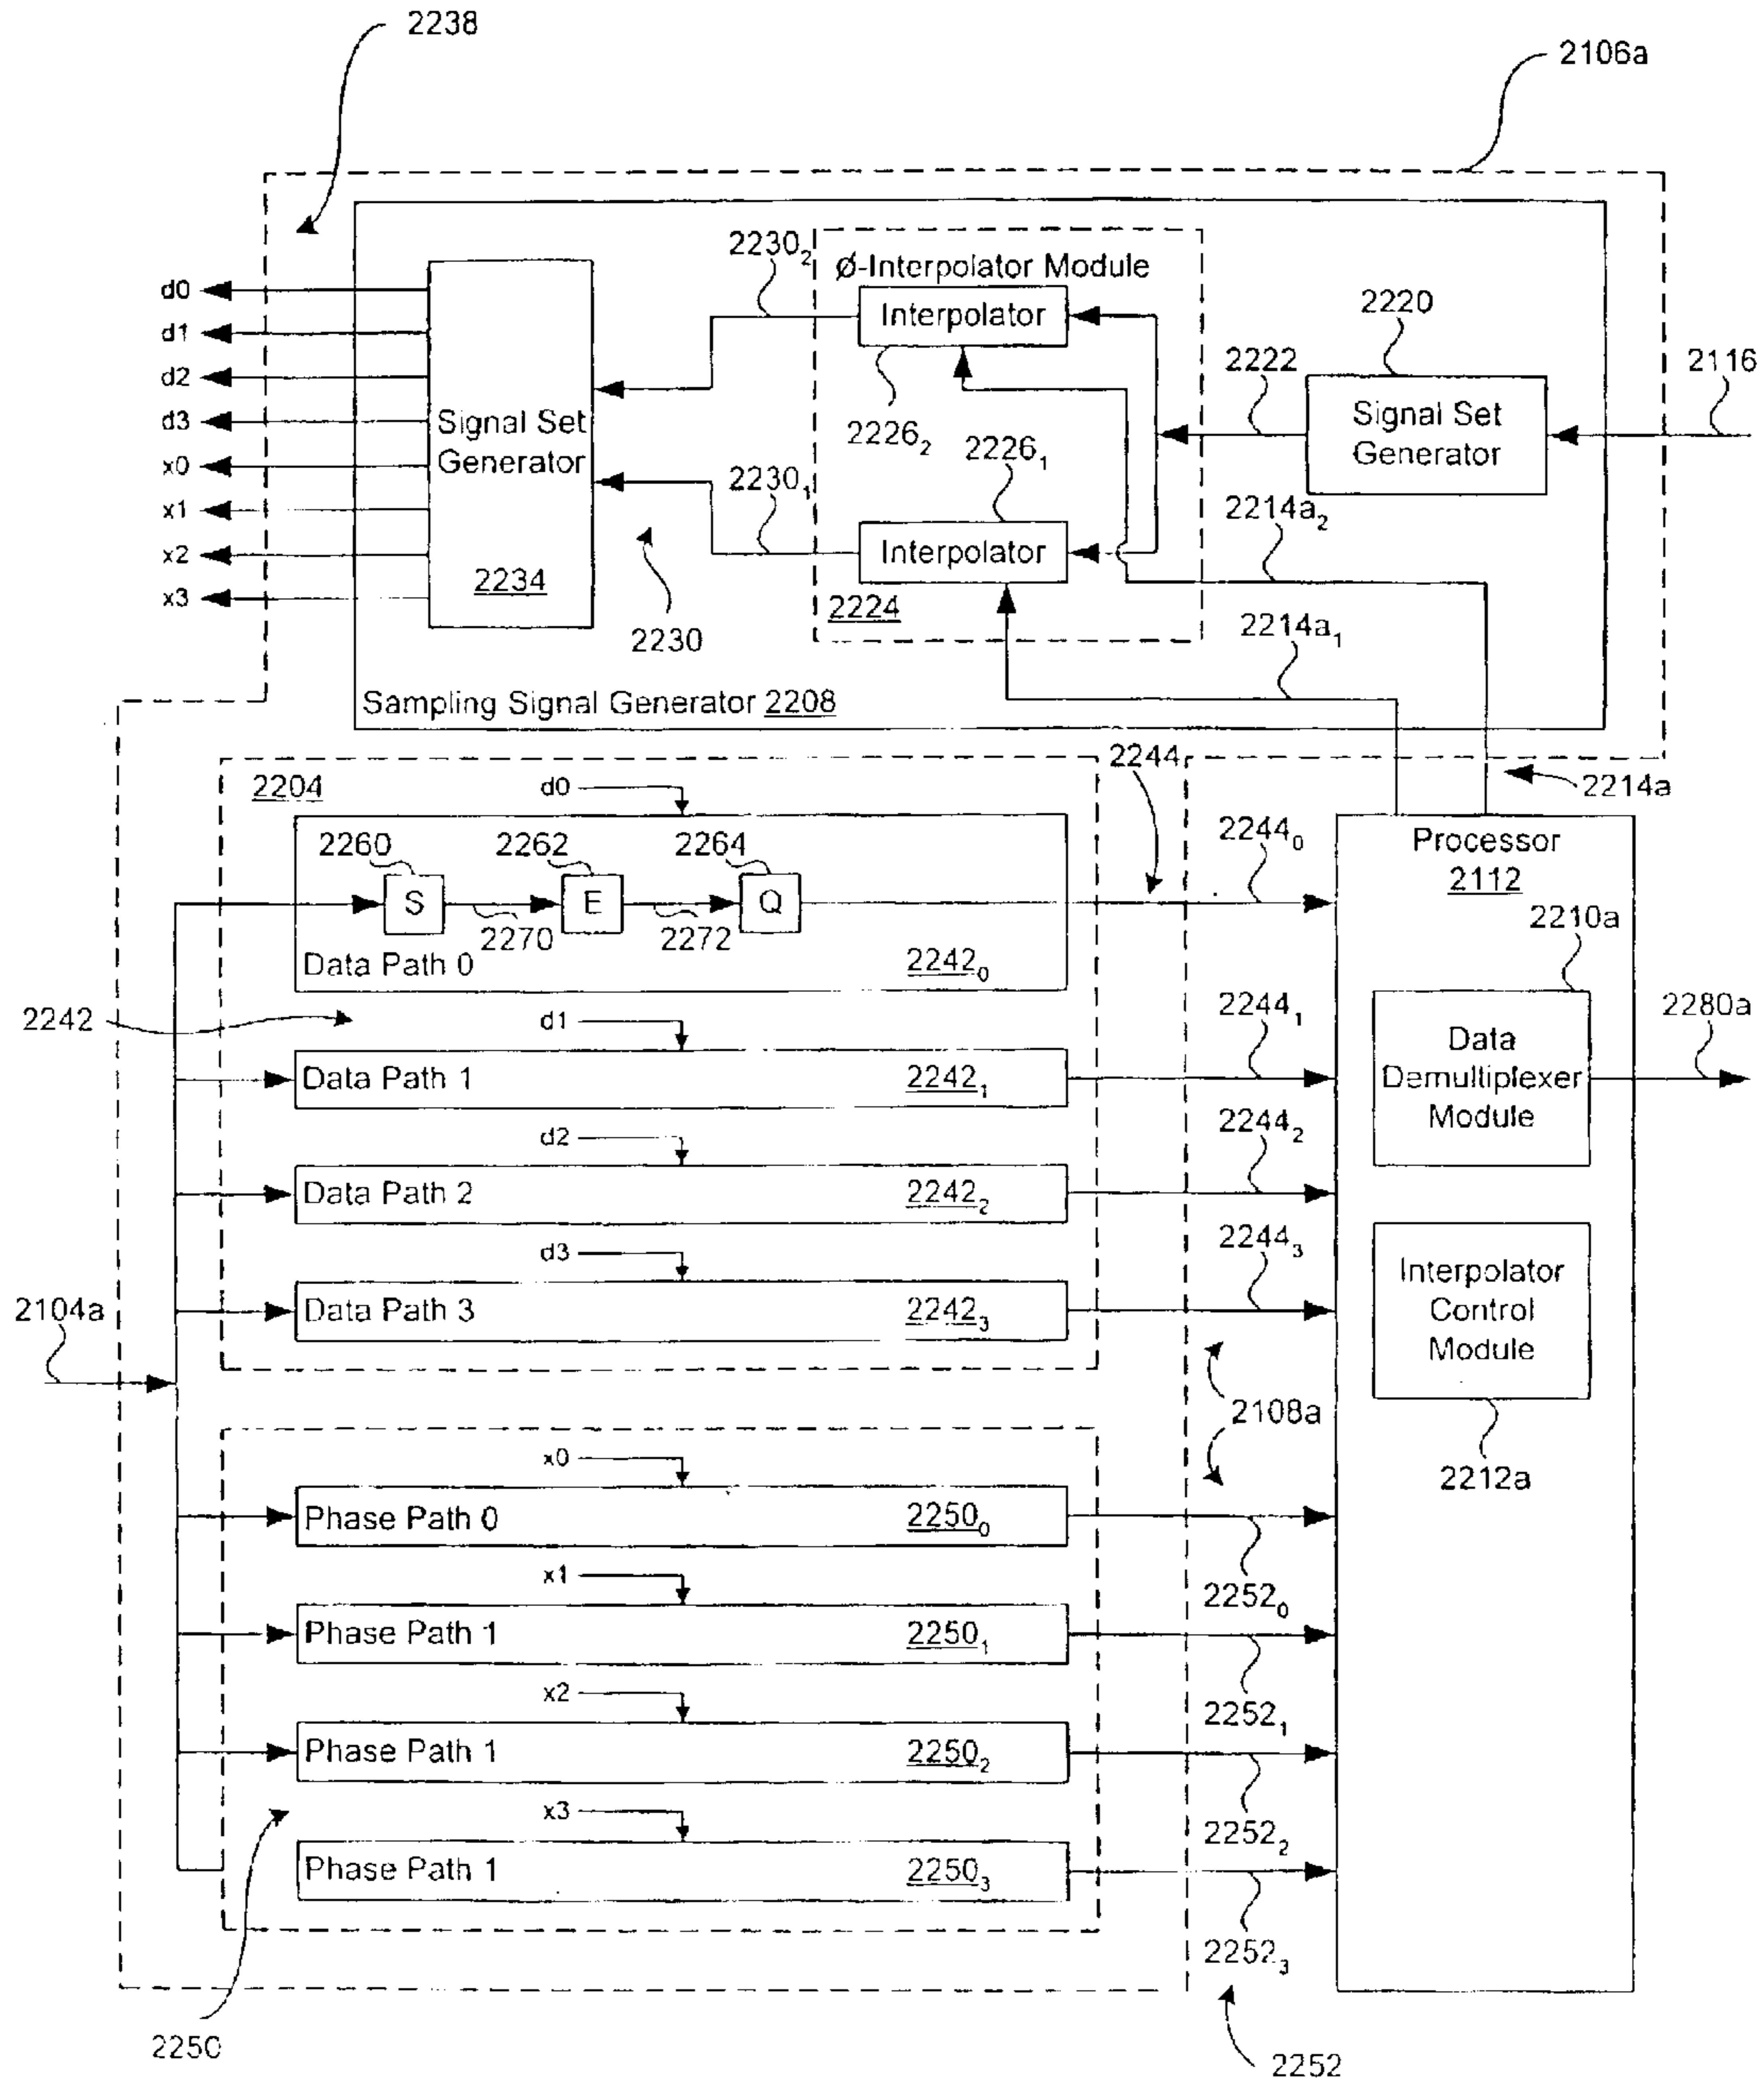 2238
2106a
d0
d1
d2
d3
x0
x1
x2
x3
Signal Set
Generator
2234
2230₂
2230₁
2230
Ø-Interpolator Module
Interpolator
2226₂
2226₁
Interpolator
2224
2222
2220
Signal Set
Generator
2116
2214a₂
2214a₁
Sampling Signal Generator 2208
2214a
2204
d0
2260
2262
2264
S
E
Q
2270
2272
Data Path 0
2242₀
2242
d1
Data Path 1
2242₁
d2
Data Path 2
2242₂
d3
Data Path 3
2242₃
2104a
2244
2244₀
2244₁
2244₂
2244₃
2108a
Processor
2112
2210a
Data
Demultiplexer
Module
2280a
Interpolator
Control
Module
2212a
x0
Phase Path 0
2250₀
2252₀
x1
Phase Path 1
2250₁
2252₁
x2
Phase Path 1
2250₂
2252₂
x3
Phase Path 1
2250₃
2252₃
2250
2252